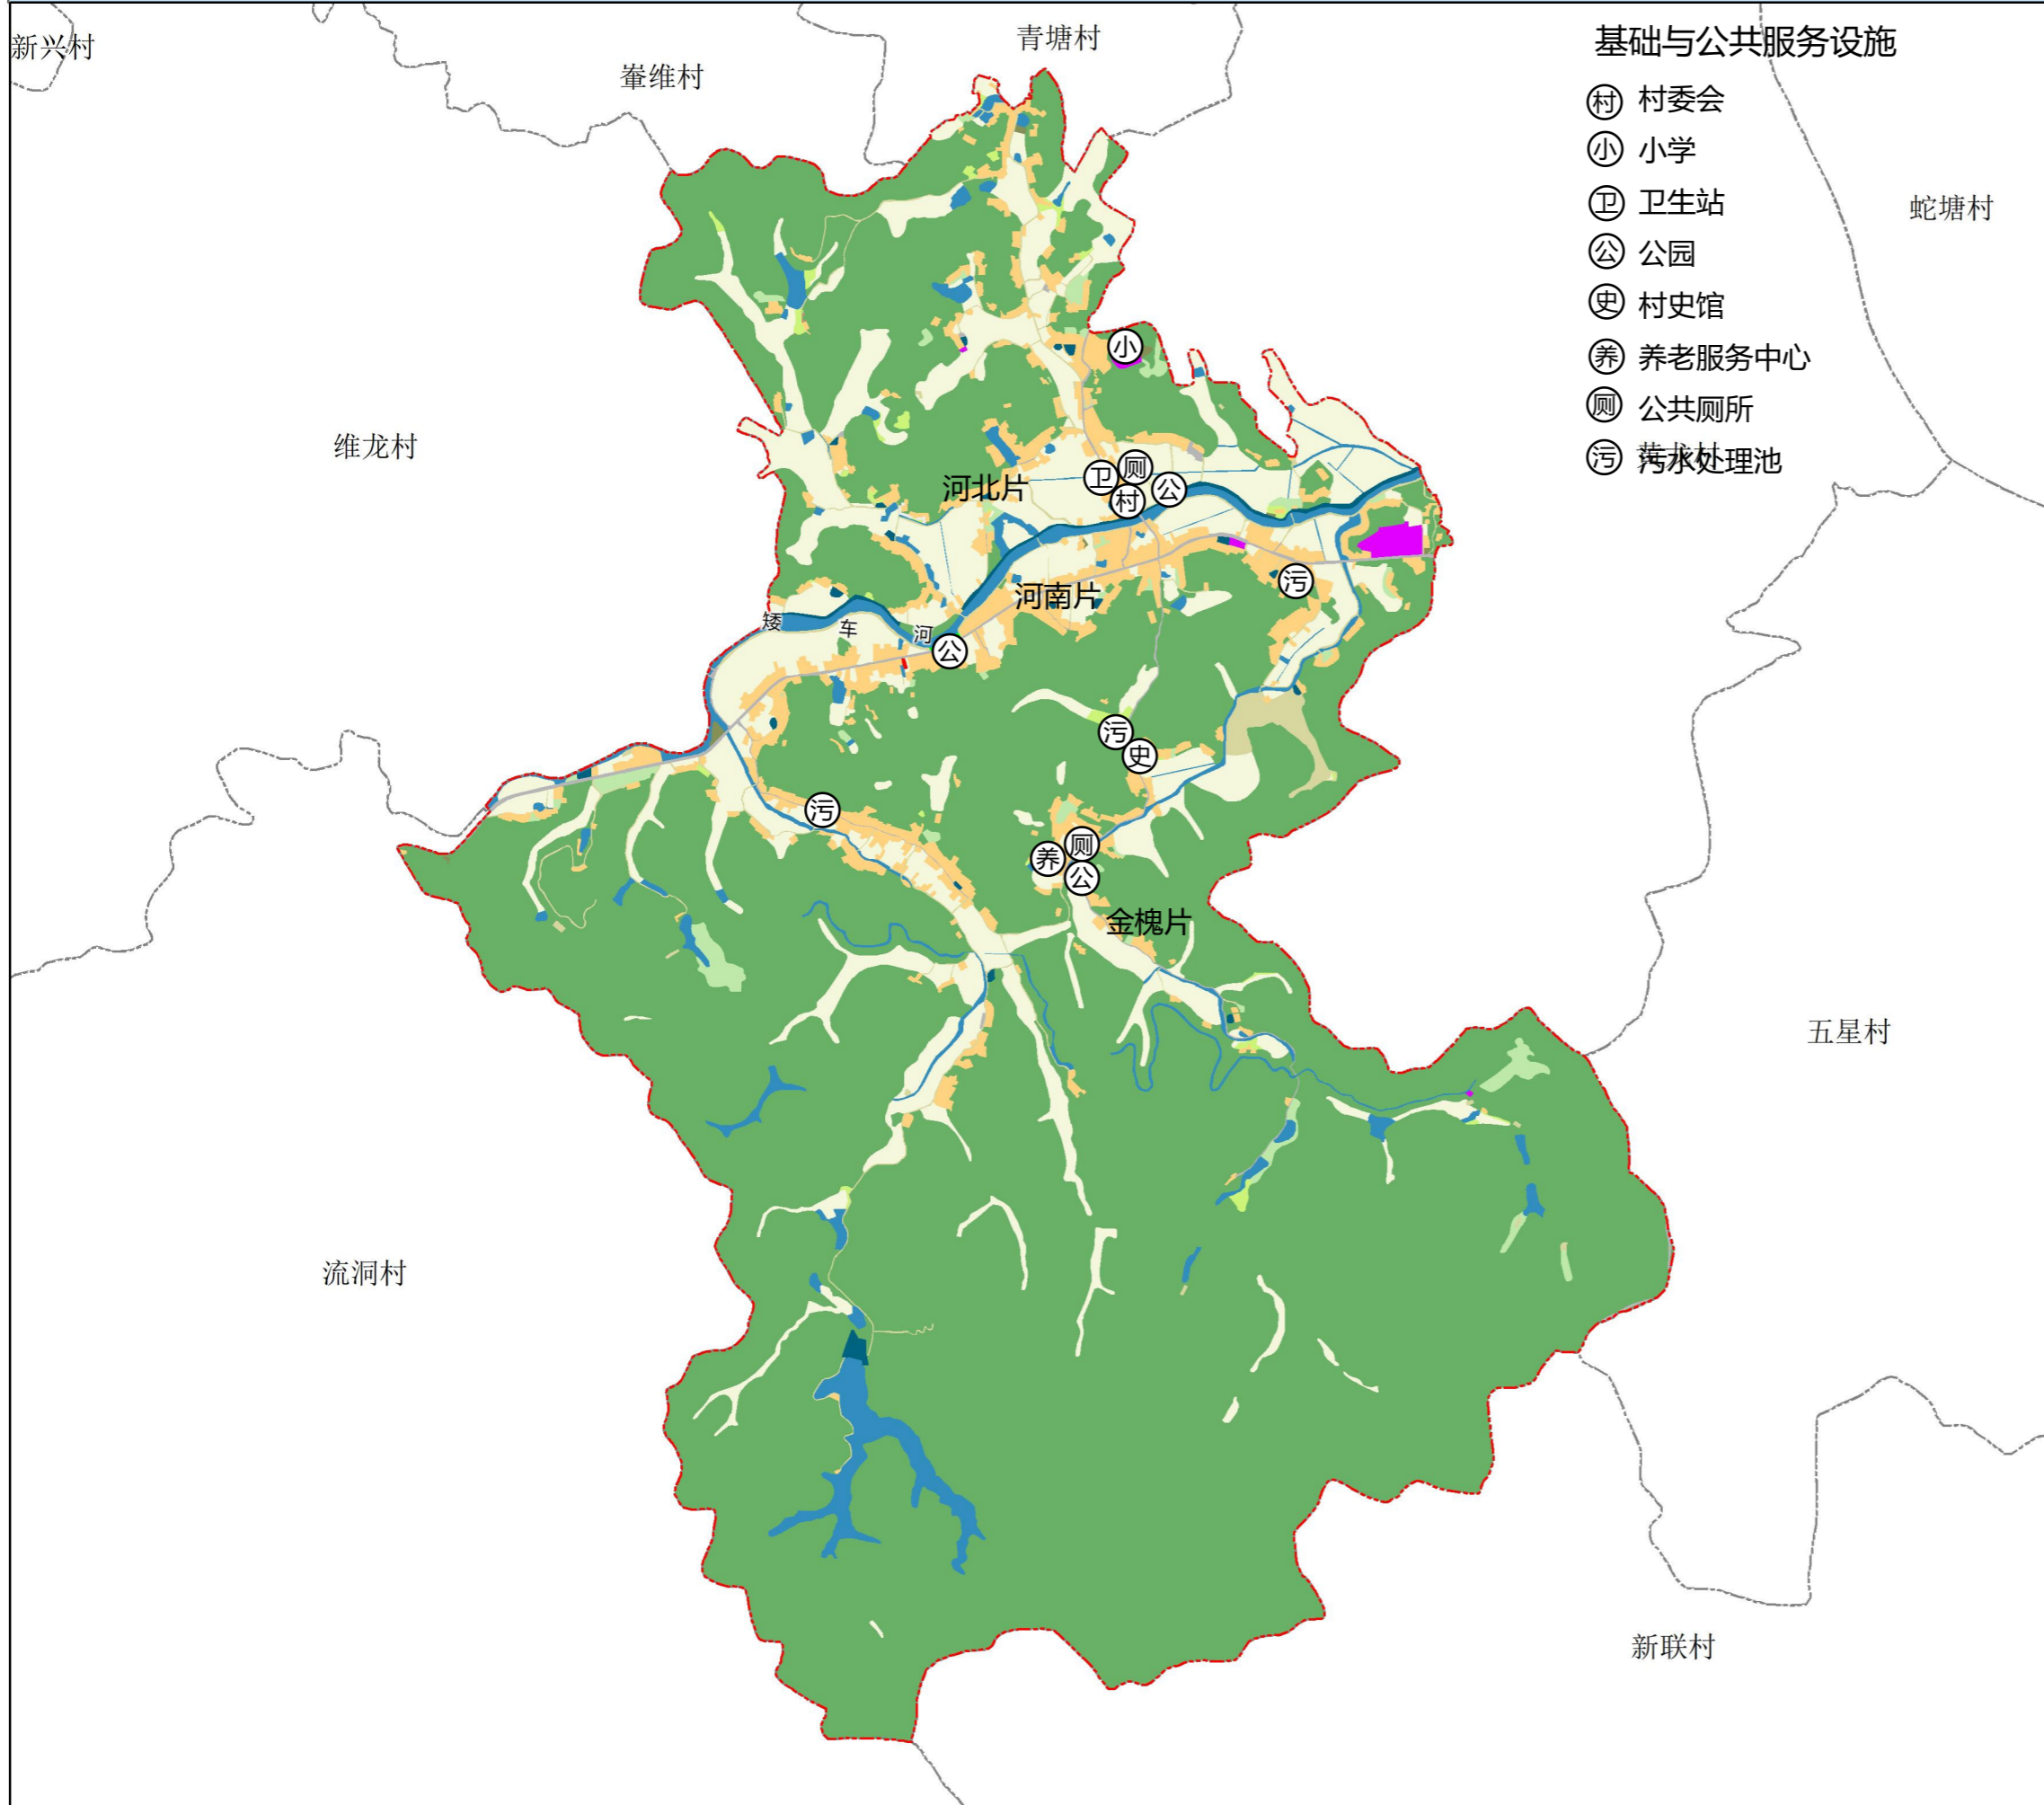 基础与公共服务设施
村 村委会
小 小学
卫 卫生站
公 公园
史 村史馆
养 养老服务中心
厕 公共厕所
污 污水处理池
新兴村
輋维村
青塘村
蛇塘村
维龙村
小
厕
卫
公
村
河北片
河南片
污
矮车河
公
污
史
污
厕
养
公
金槐片
五星村
流洞村
新联村